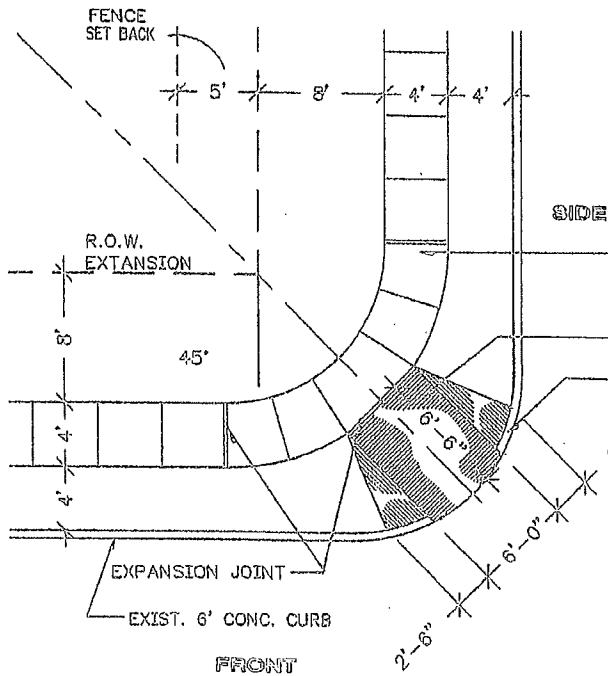 FENCE
SET BACK
5'
8'
4'
4'
SIDE
R.O.W.
EXTANSION
8'
45'
4'
4'
6'-6"
6'-0"
2'-6"
EXPANSION JOINT
EXIST. 6' CONC. CURB
FRONT